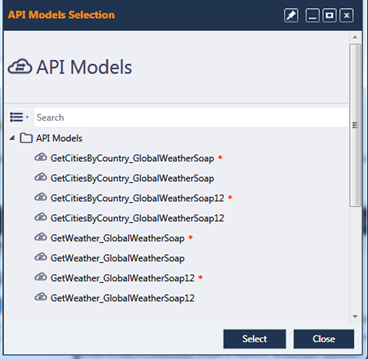 API Models Selection
API Models
Search
API Models
GetCitiesByCountry_GlobalWeatherSoap *
GetCitiesByCountry_GlobalWeatherSoap
GetCitiesByCountry_GlobalWeatherSoap12 *
GetCitiesByCountry_GlobalWeatherSoap12
GetWeather_GlobalWeatherSoap *
GetWeather_GlobalWeatherSoap
GetWeather_GlobalWeatherSoap12 *
GetWeather_GlobalWeatherSoap12
Select Close